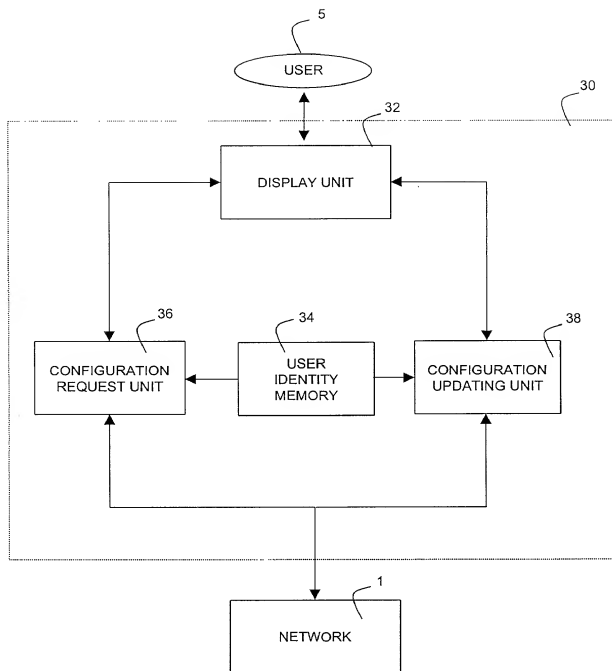 5
USER
30
32
DISPLAY UNIT
36
CONFIGURATION
REQUEST UNIT
34
USER
IDENTITY
MEMORY
38
CONFIGURATION
UPDATING UNIT
1
NETWORK